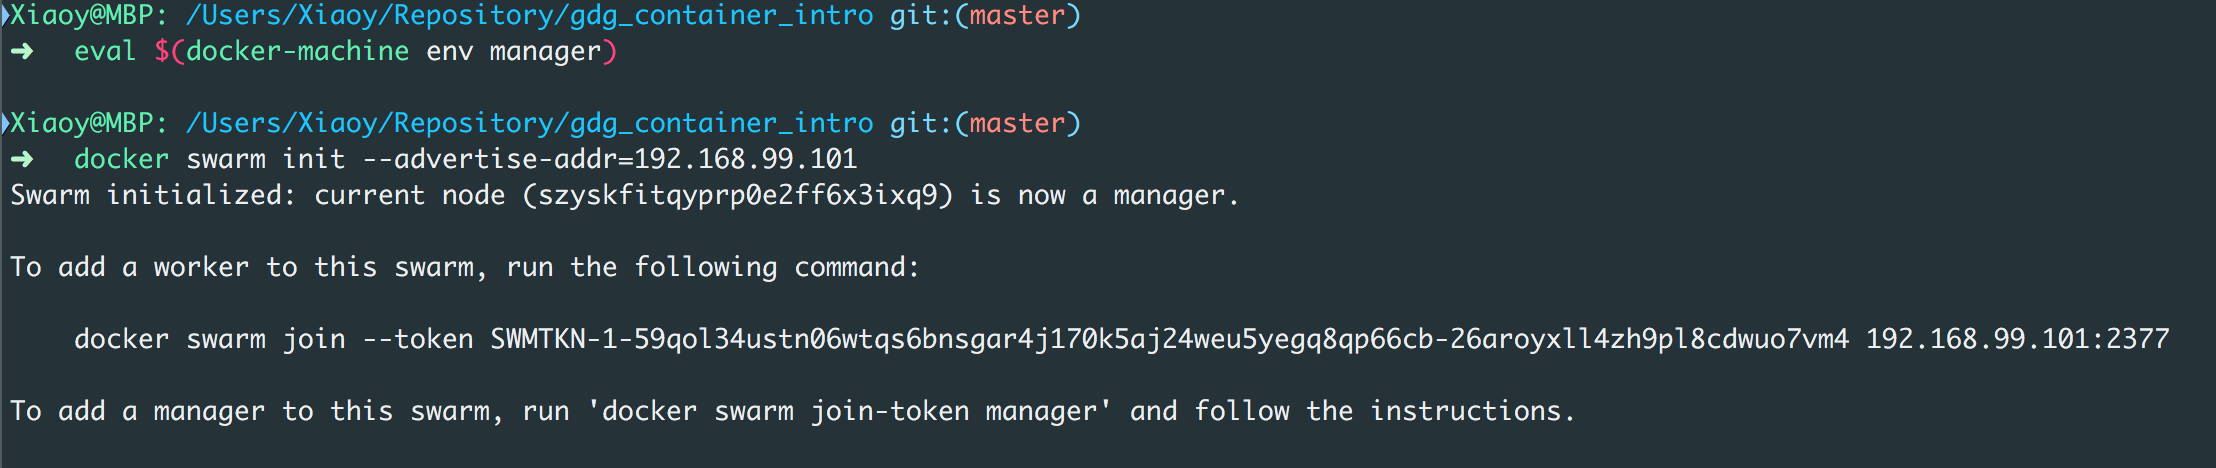 Xiaoy@MBP: /Users/Xiaoy/Repository/gdg_container_intro git:(master)
➜ eval $(docker-machine env manager)
Xiaoy@MBP: /Users/Xiaoy/Repository/gdg_container_intro git:(master)
➜ docker swarm init --advertise-addr=192.168.99.101
Swarm initialized: current node (szyskfitqyprp0e2ff6x3ixq9) is now a manager.
To add a worker to this swarm, run the following command:
docker swarm join --token SWMTKN-1-59qol34ustn06wtqs6bnsgar4j170k5aj24weu5yegq8qp66cb-26aroyxll4zh9pl8cdwuo7vm4 192.168.99.101:2377
To add a manager to this swarm, run 'docker swarm join-token manager' and follow the instructions.